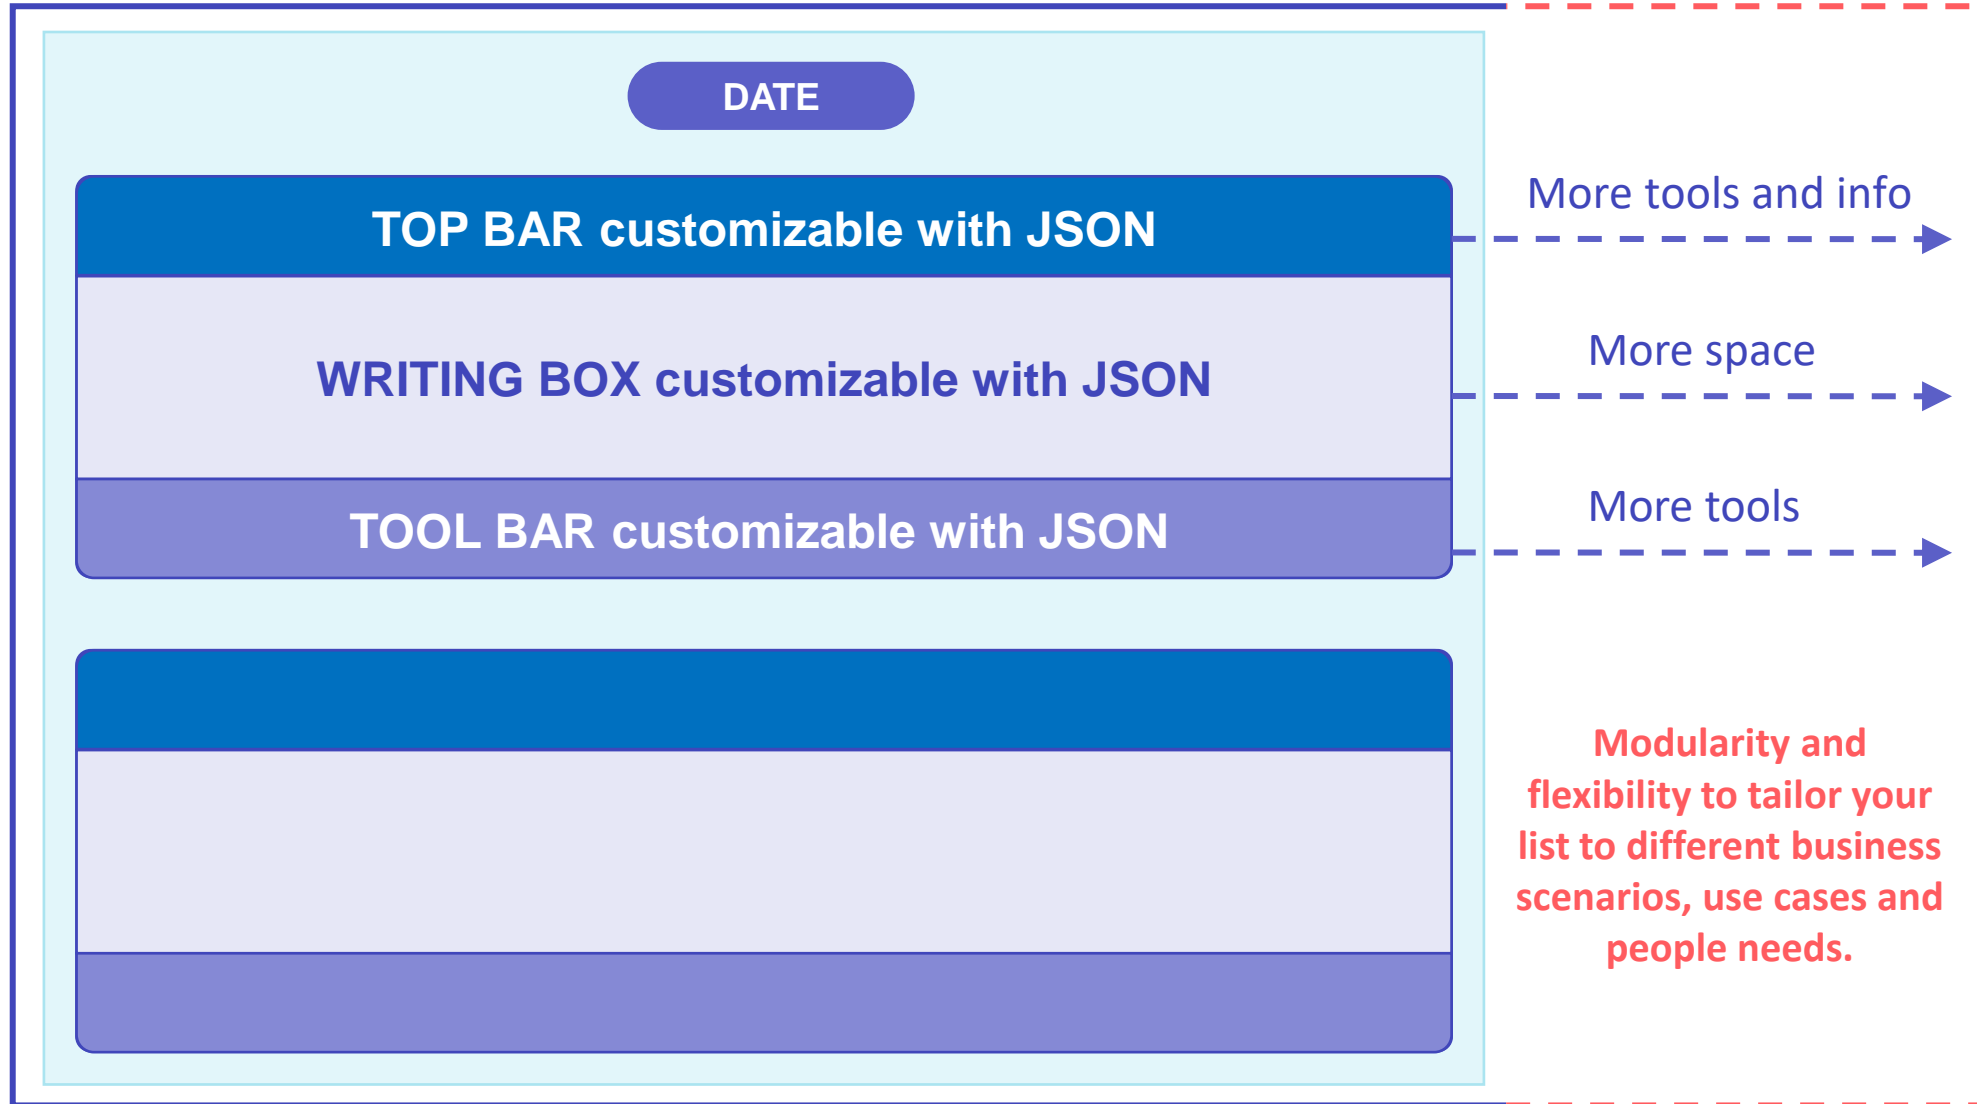 DATE
TOP BAR customizable with JSON
More tools and info
WRITING BOX customizable with JSON
More space
TOOL BAR customizable with JSON
More tools
Modularity and
flexibility to tailor your
list to different business
scenarios, use cases and
people needs.